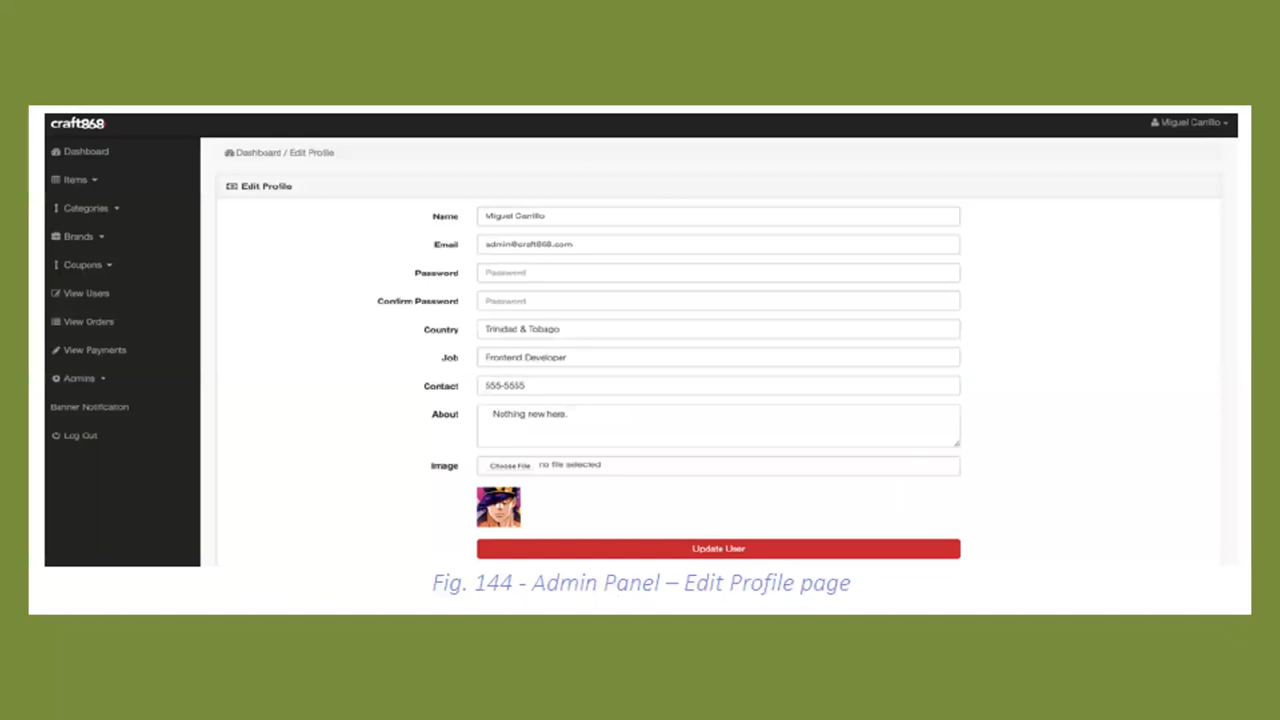 craft868
Miguel Carrillo
Dashboard
Items
Categories
Brands
Coupons
View Users
View Orders
View Payments
Admins
Banner Notification
Log Out
Dashboard / Edit Profile
Edit Profile
Name Miguel Carrillo
Email admin@craft868.com
Password Password
Confirm Password Password
Country Trinidad & Tobago
Job Frontend Developer
Contact 555-5555
About Nothing new here.
Image Choose File no file selected
Update User
Fig. 144 - Admin Panel – Edit Profile page